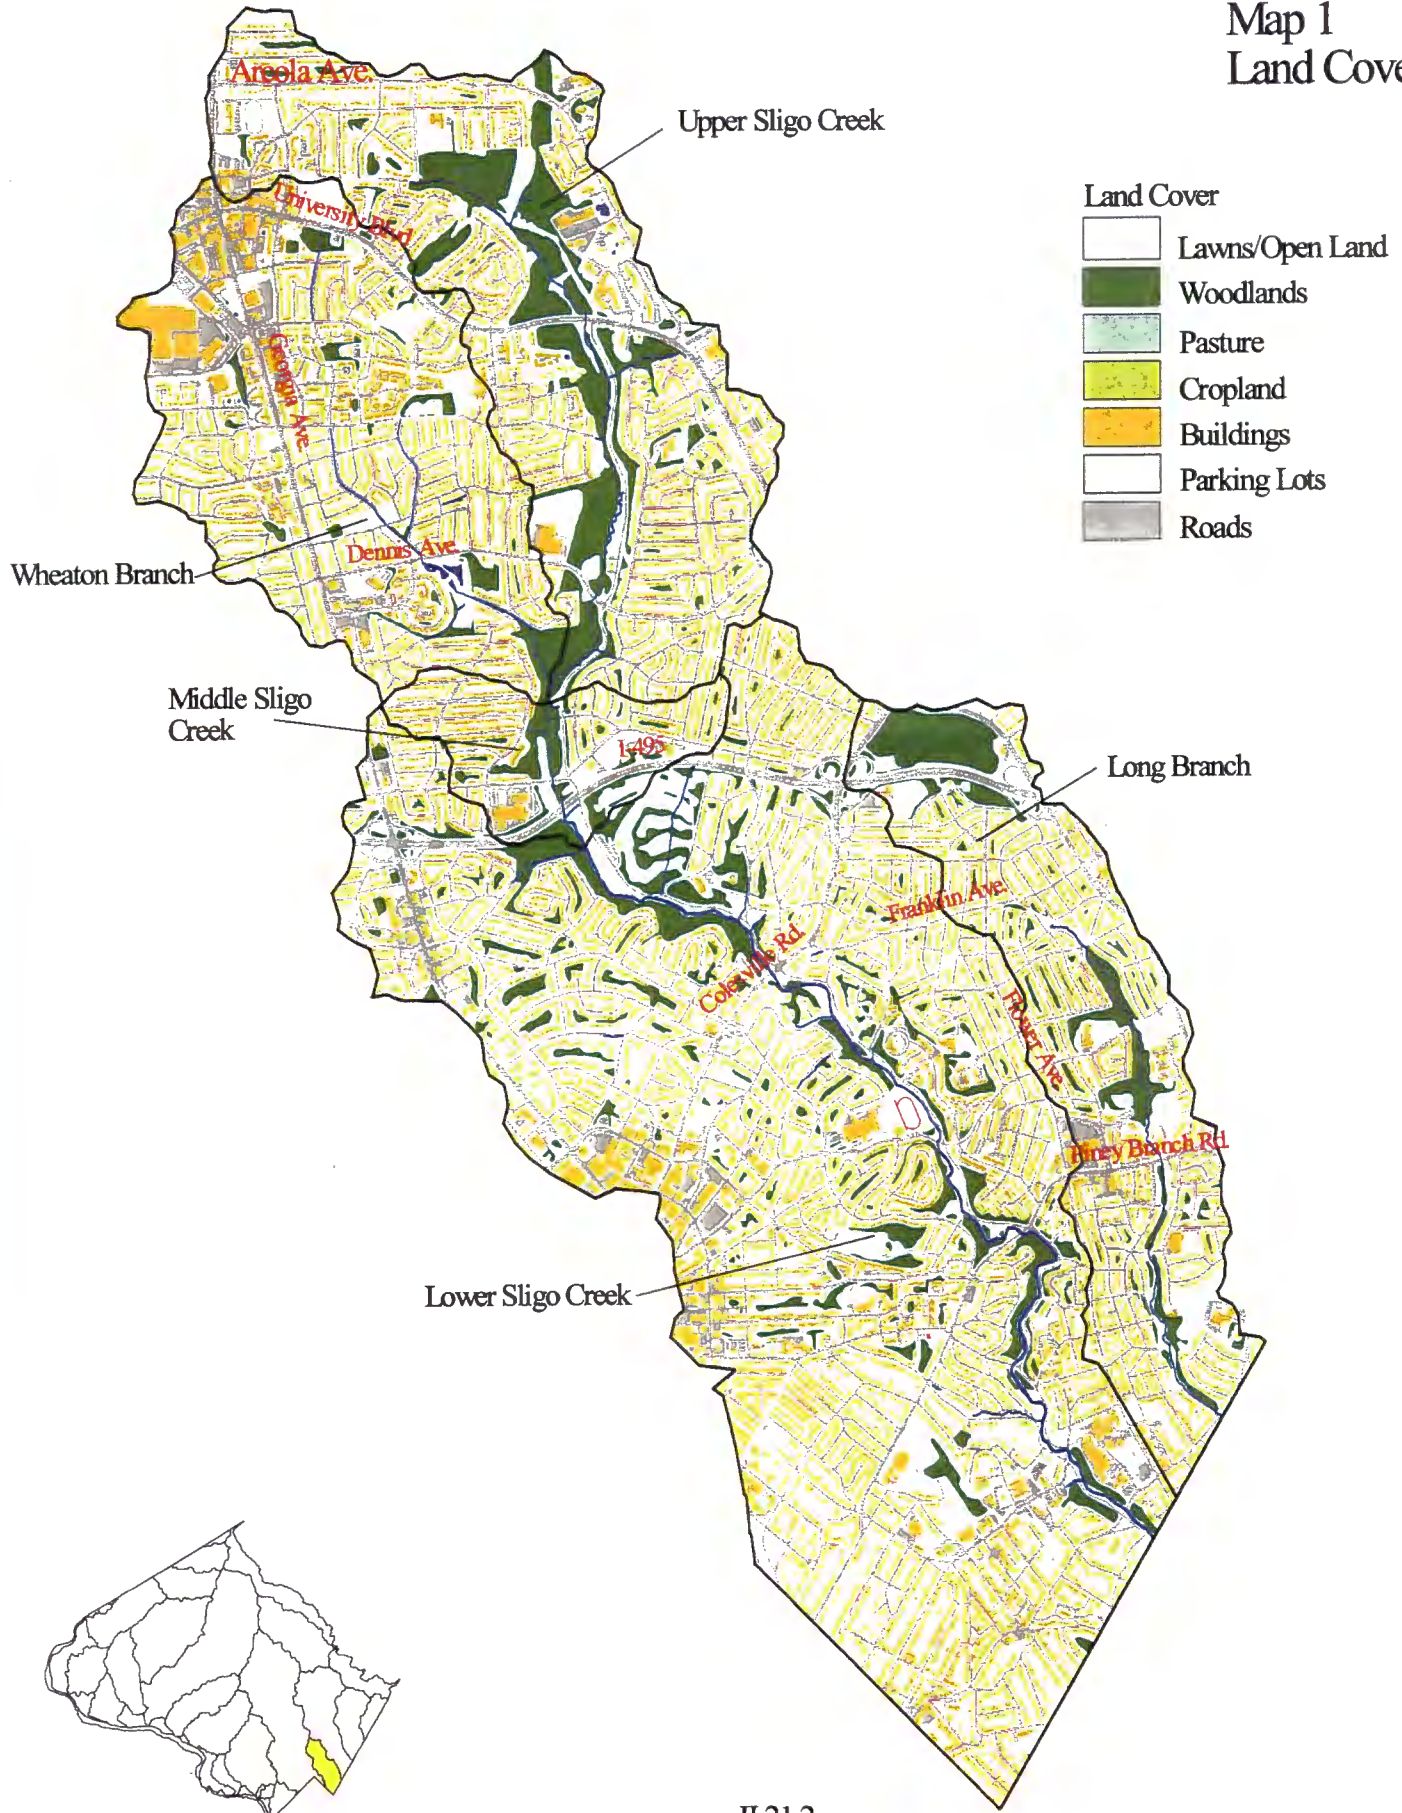 Map 1
Land Cove
Arcola Ave.
Upper Sligo Creek
University Blvd
Land Cover
Lawns/Open Land
Woodlands
Pasture
Cropland
Buildings
Parking Lots
Roads
Georgia Ave.
Dennis Ave.
Wheaton Branch
Middle Sligo
Creek
I-495
Long Branch
Franklin Ave.
Colesville Rd.
Flower Ave.
Piney Branch Rd.
Lower Sligo Creek